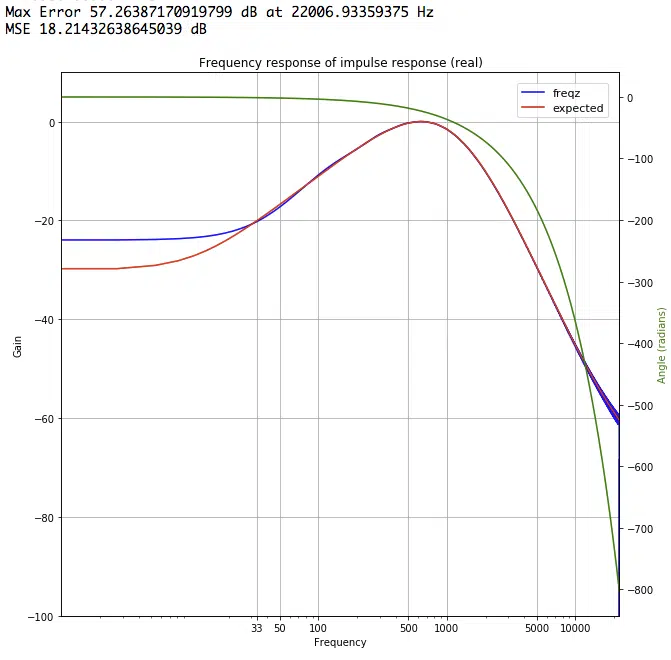 Max Error 57.26387170919799 dB at 22006.93359375 Hz
MSE 18.21432638645039 dB
Frequency response of impulse response (real)
freqz
expected
0
−20
−40
−60
−80
−100
Gain
0
−100
−200
−300
−400
−500
−600
−700
−800
Angle (radians)
33 50 100 500 1000 5000 10000
Frequency